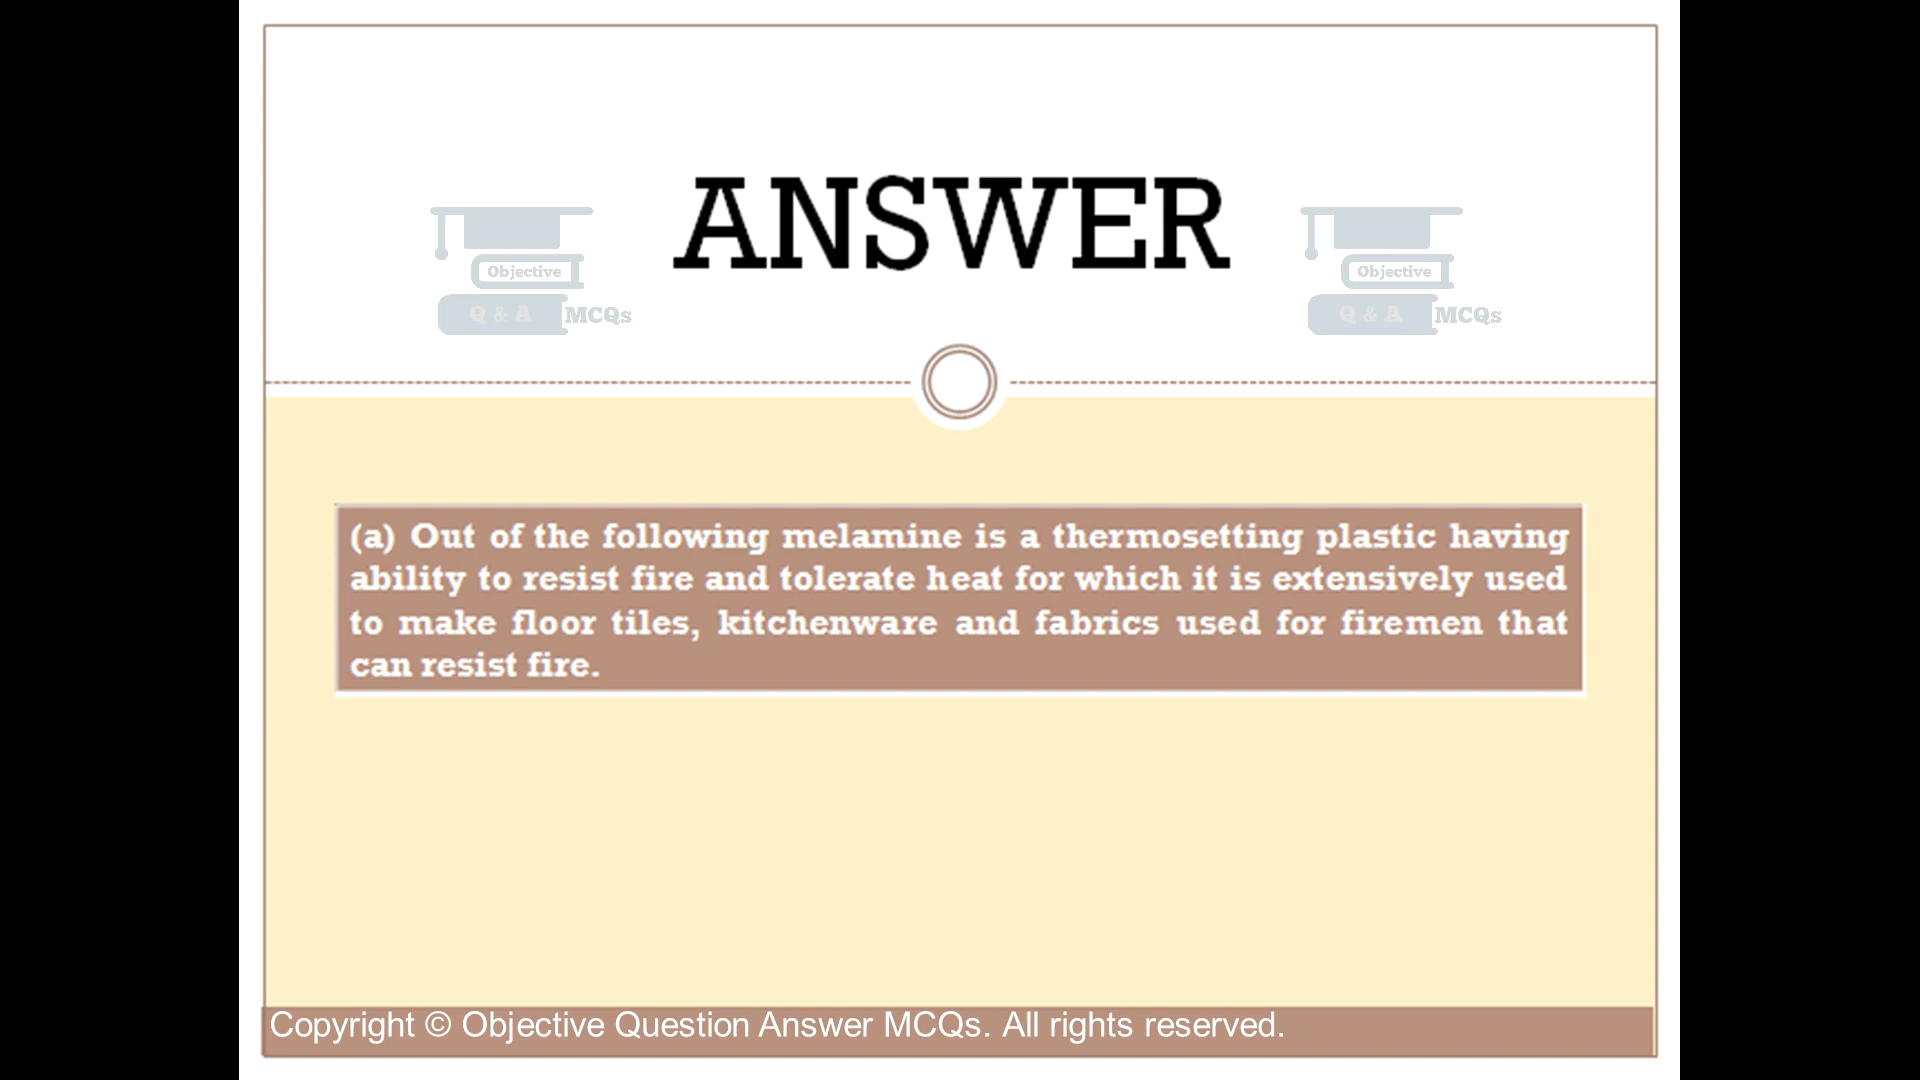 ANSWER
Objective
Q & A MCQs
Objective
Q & A MCQs
(a) Out of the following melamine is a thermosetting plastic having
ability to resist fire and tolerate heat for which it is extensively used
to make floor tiles, kitchenware and fabrics used for firemen that
can resist fire.
Copyright © Objective Question Answer MCQs. All rights reserved.